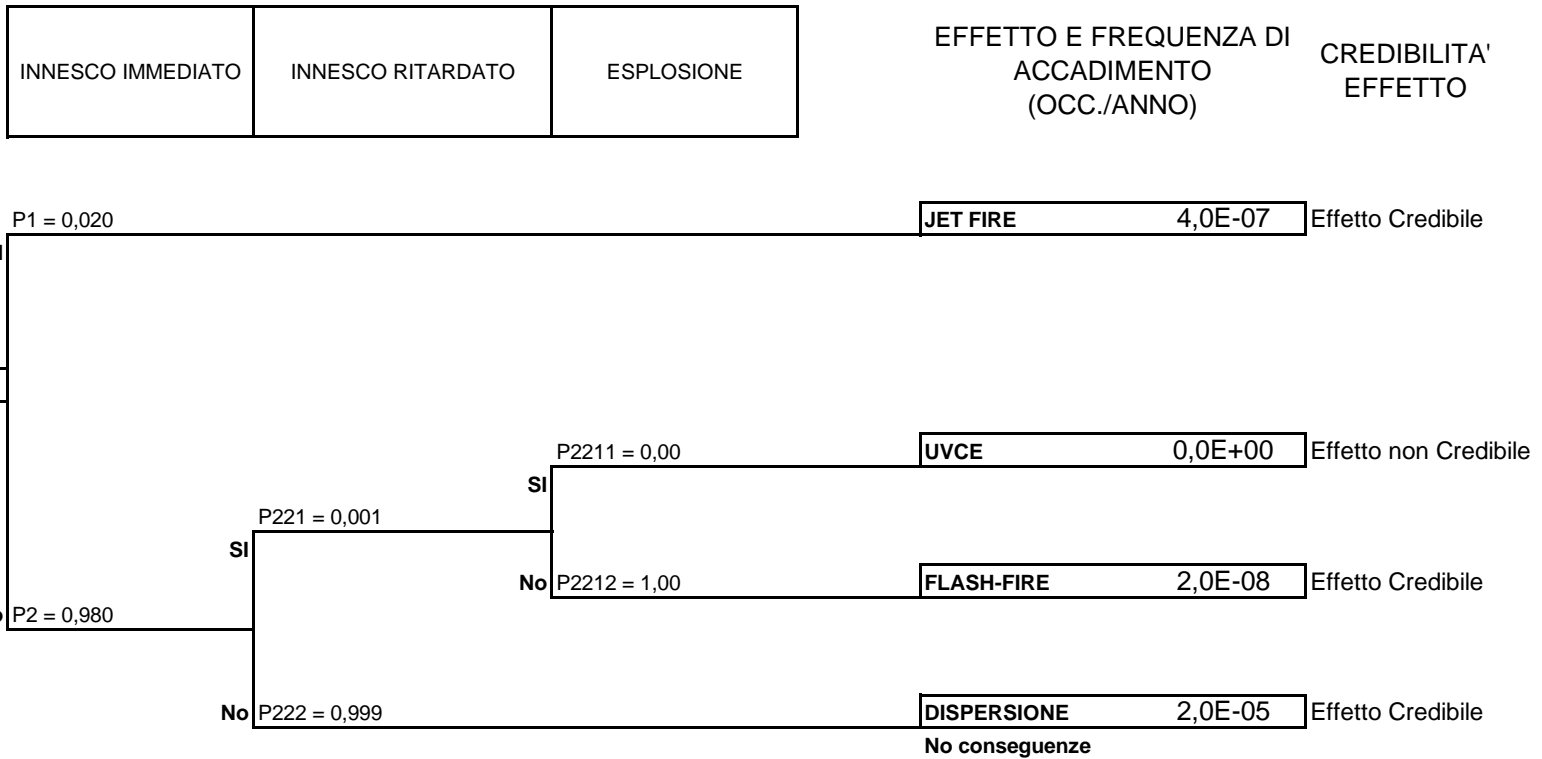 INNESCO IMMEDIATO INNESCO RITARDATO ESPLOSIONE
EFFETTO E FREQUENZA DI
ACCADIMENTO
(OCC./ANNO)
CREDIBILITA'
EFFETTO
P1 = 0,020
JET FIRE 4,0E-07 Effetto Credibile
P2211 = 0,00
UVCE 0,0E+00 Effetto non Credibile
SI
P221 = 0,001
SI
No P2212 = 1,00
FLASH-FIRE 2,0E-08 Effetto Credibile
P2 = 0,980
No P222 = 0,999
DISPERSIONE 2,0E-05 Effetto Credibile
No conseguenze